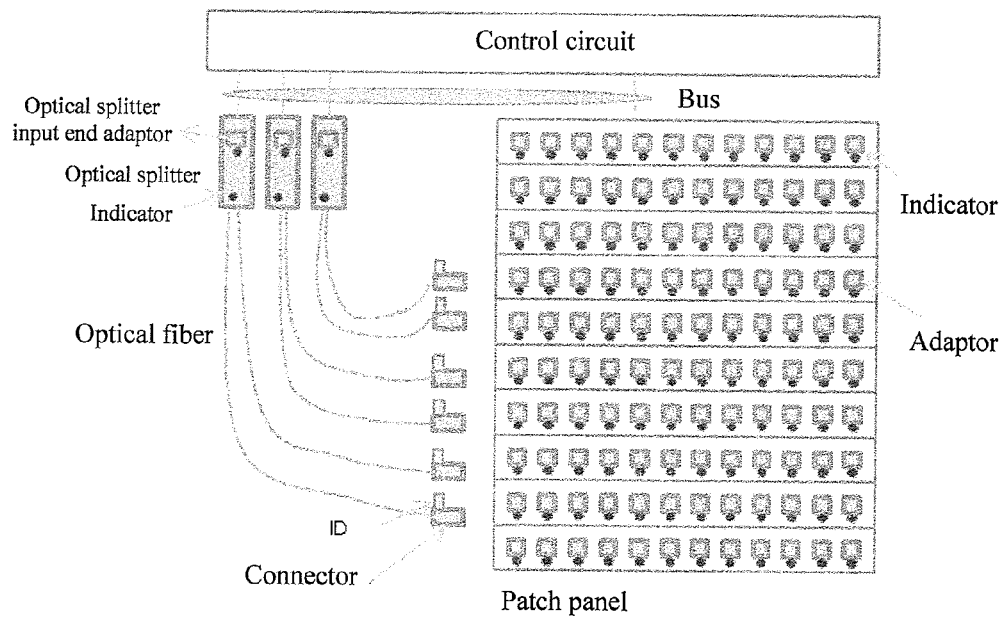 Control circuit
Bus
Optical splitter
input end adaptor
Optical splitter
Indicator
Indicator
Optical fiber
Adaptor
ID
Connector
Patch panel